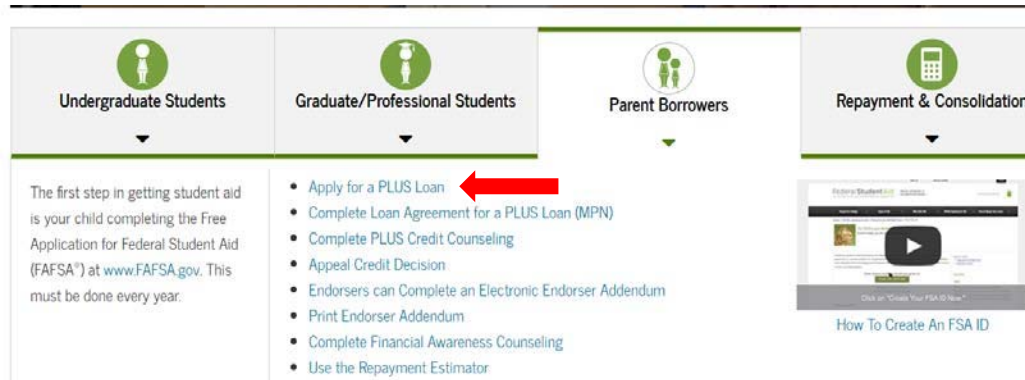 Undergraduate Students
Graduate/Professional Students
Parent Borrowers
Repayment & Consolidation
The first step in getting student aid
is your child completing the Free
Application for Federal Student Aid
(FAFSA®) at www.FAFSA.gov. This
must be done every year.
Apply for a PLUS Loan
Complete Loan Agreement for a PLUS Loan (MPN)
Complete PLUS Credit Counseling
Appeal Credit Decision
Endorsers can Complete an Electronic Endorser Addendum
Print Endorser Addendum
Complete Financial Awareness Counseling
Use the Repayment Estimator
Federal Student Aid
Click on "Create Your FSA ID Now."
How To Create An FSA ID